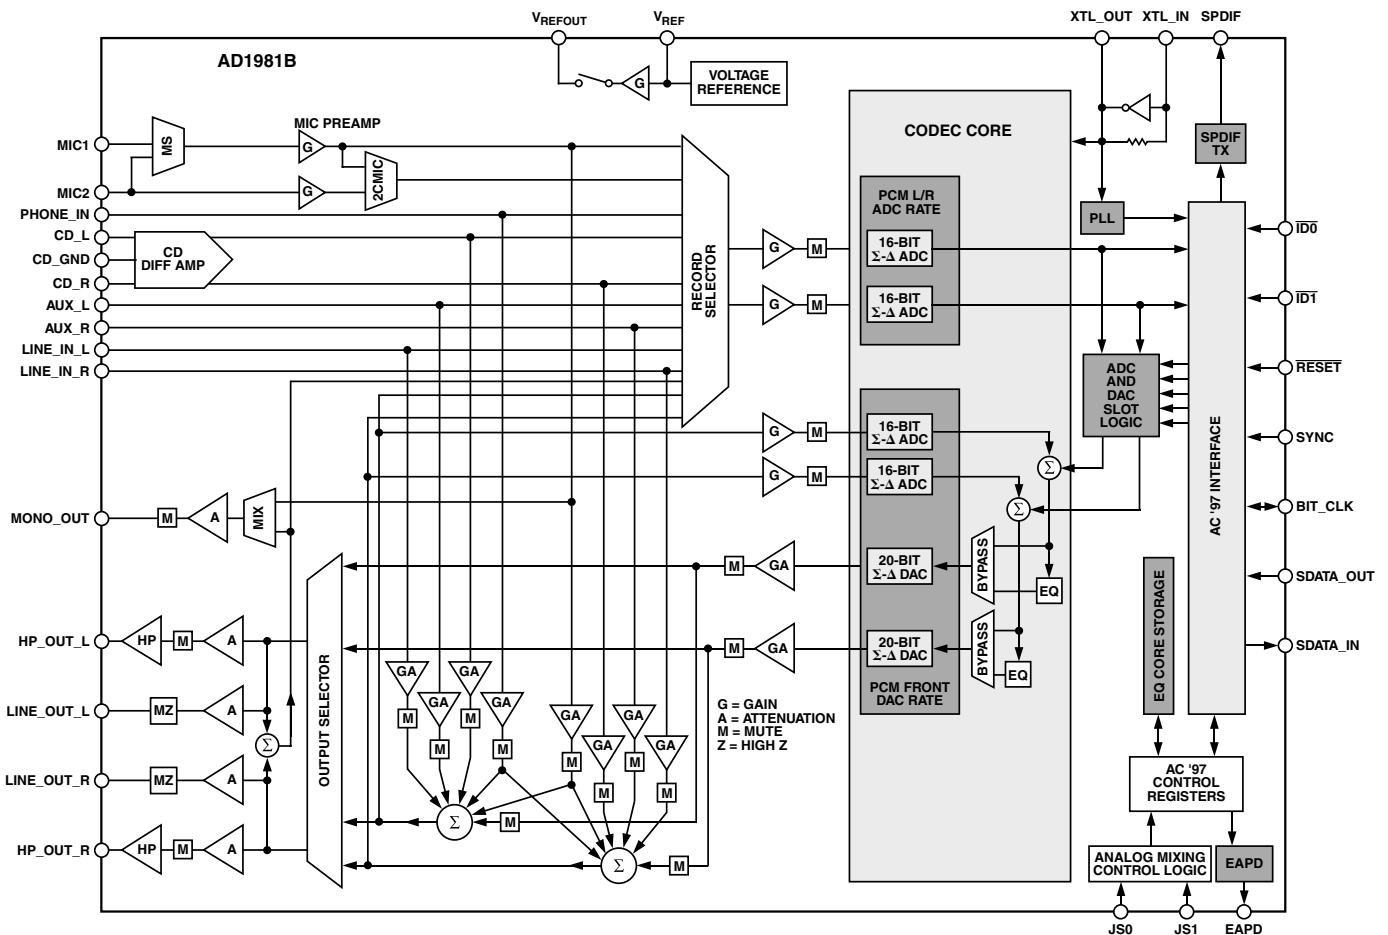 VREFOUT
VREF
XTL_OUT
XTL_IN
SPDIF
AD1981B
G
VOLTAGE
REFERENCE
CODEC CORE
MIC PREAMP
MIC1
MS
G
2CMIC
MIC2
G
SPDIF
TX
PHONE_IN
CD_L
CD_GND
CD_R
CD
DIFF AMP
AUX_L
AUX_R
LINE_IN_L
LINE_IN_R
RECORD
SELECTOR
G
M
G
M
PCM L/R
ADC RATE
16-BIT
Σ-Δ ADC
16-BIT
Σ-Δ ADC
PLL
ID0
ID1
RESET
SYNC
BIT_CLK
SDATA_OUT
SDATA_IN
ADC
AND
DAC
SLOT
LOGIC
AC '97 INTERFACE
G
M
16-BIT
Σ-Δ ADC
G
M
16-BIT
Σ-Δ ADC
Σ
Σ
MONO_OUT
M
A
MIX
M
GA
20-BIT
Σ-Δ DAC
BYPASS
EQ
M
GA
20-BIT
Σ-Δ DAC
BYPASS
EQ
PCM FRONT
DAC RATE
EQ CORE STORAGE
HP_OUT_L
HP
M
A
LINE_OUT_L
MZ
A
Σ
LINE_OUT_R
MZ
A
HP_OUT_R
HP
M
A
OUTPUT SELECTOR
GA
GA
GA
GA
GA
GA
GA
GA
M
M
M
M
M
M
M
M
Σ
M
Σ
M
G = GAIN
A = ATTENUATION
M = MUTE
Z = HIGH Z
AC '97
CONTROL
REGISTERS
ANALOG MIXING
CONTROL LOGIC
EAPD
JS0
JS1
EAPD